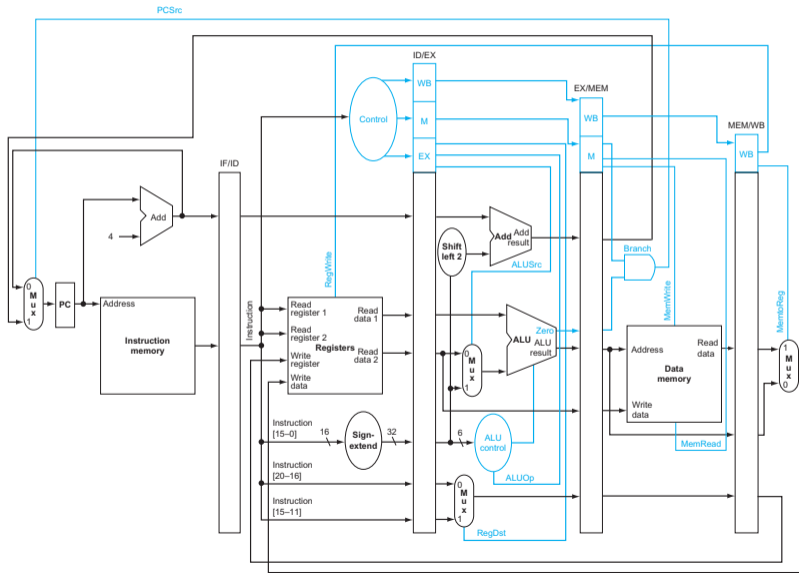 PCSrc
ID/EX
WB
EX/MEM
Control
M
WB
MEM/WB
EX
M
WB
IF/ID
Add
4
RegWrite
Shift
left 2
Add
Add
result
ALUSrc
Branch
MemWrite
MemtoReg
0
M
u
x
1
PC
Address
Instruction
memory
Instruction
Read
register 1
Read
register 2
Write
register
Write
data
Registers
Read
data 1
Read
data 2
0
M
u
x
1
Zero
ALU
ALU
result
Address
Read
data
Data
memory
Write
data
MemRead
1
M
u
x
0
Instruction
[15–0]
16
Sign-
extend
32
6
ALU
control
ALUOp
Instruction
[20–16]
Instruction
[15–11]
0
M
u
x
1
RegDst